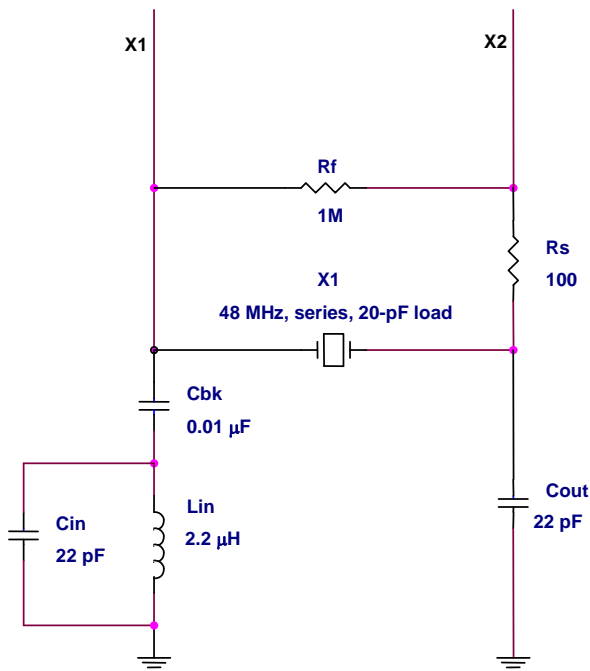 X1
X2
Rf
1M
Rs
100
X1
48 MHz, series, 20-pF load
Cbk
0.01 μF
Cin
22 pF
Lin
2.2 μH
Cout
22 pF